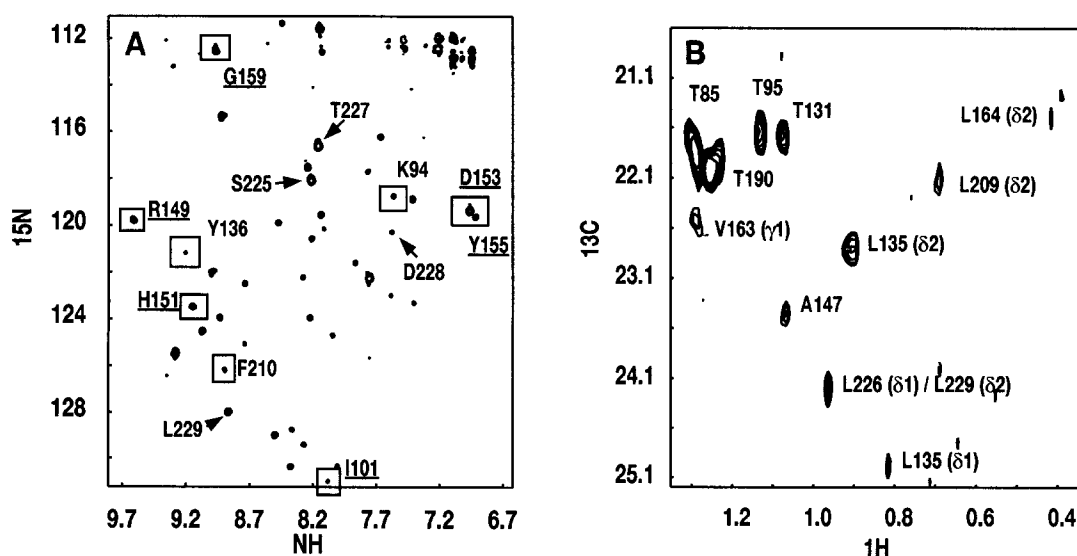 A
112
G159
T227
116
K94
D153
S225
R149
Y136
120
15N
Y155
D228
H151
124
F210
L229
128
I101
9.7 9.2 8.7 8.2 7.7 7.2 6.7
NH
B
21.1
T85
T95
T131
L164 (δ2)
22.1
T190
L209 (δ2)
V163 (γ1)
13C
L135 (δ2)
23.1
A147
24.1
L226 (δ1) / L229 (δ2)
L135 (δ1)
25.1
1.2 1.0 0.8 0.6 0.4
1H